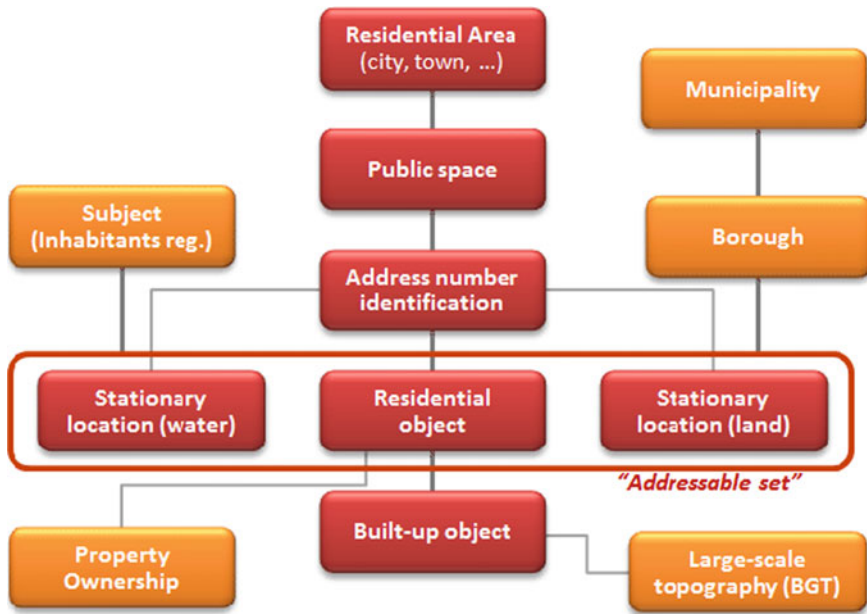 Residential Area
(city, town, ...)
Municipality
Public space
Subject
(Inhabitants reg.)
Borough
Address number
identification
Stationary
location (water)
Residential
object
Stationary
location (land)
"Addressable set"
Built-up object
Property
Ownership
Large-scale
topography (BGT)